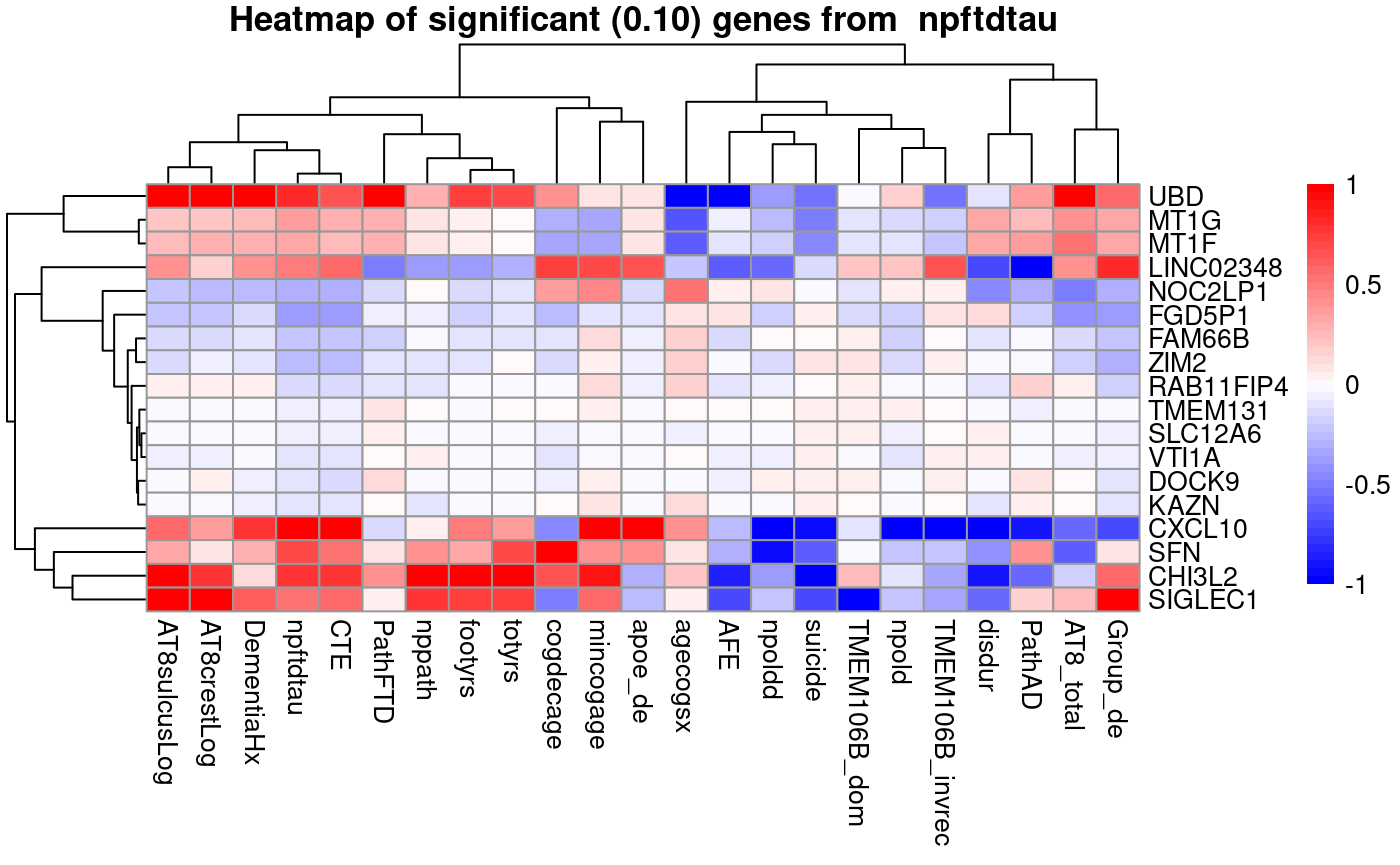 Heatmap of significant (0.10) genes from  npftdtau
UBD
MT1G
MT1F
LINC02348
NOC2LP1
FGD5P1
FAM66B
ZIM2
RAB11FIP4
TMEM131
SLC12A6
VTI1A
DOCK9
KAZN
CXCL10
SFN
CHI3L2
SIGLEC1
1
0.5
0
-0.5
-1
AT8sulcusLog
AT8crestLog
DementiaHx
npftdtau
CTE
PathFTD
nppath
footyrs
totyrs
cogdecage
mincogage
apoe_de
agecogsx
AFE
npoldd
suicide
TMEM106B_dom
npold
TMEM106B_invrec
disdur
PathAD
AT8_total
Group_de